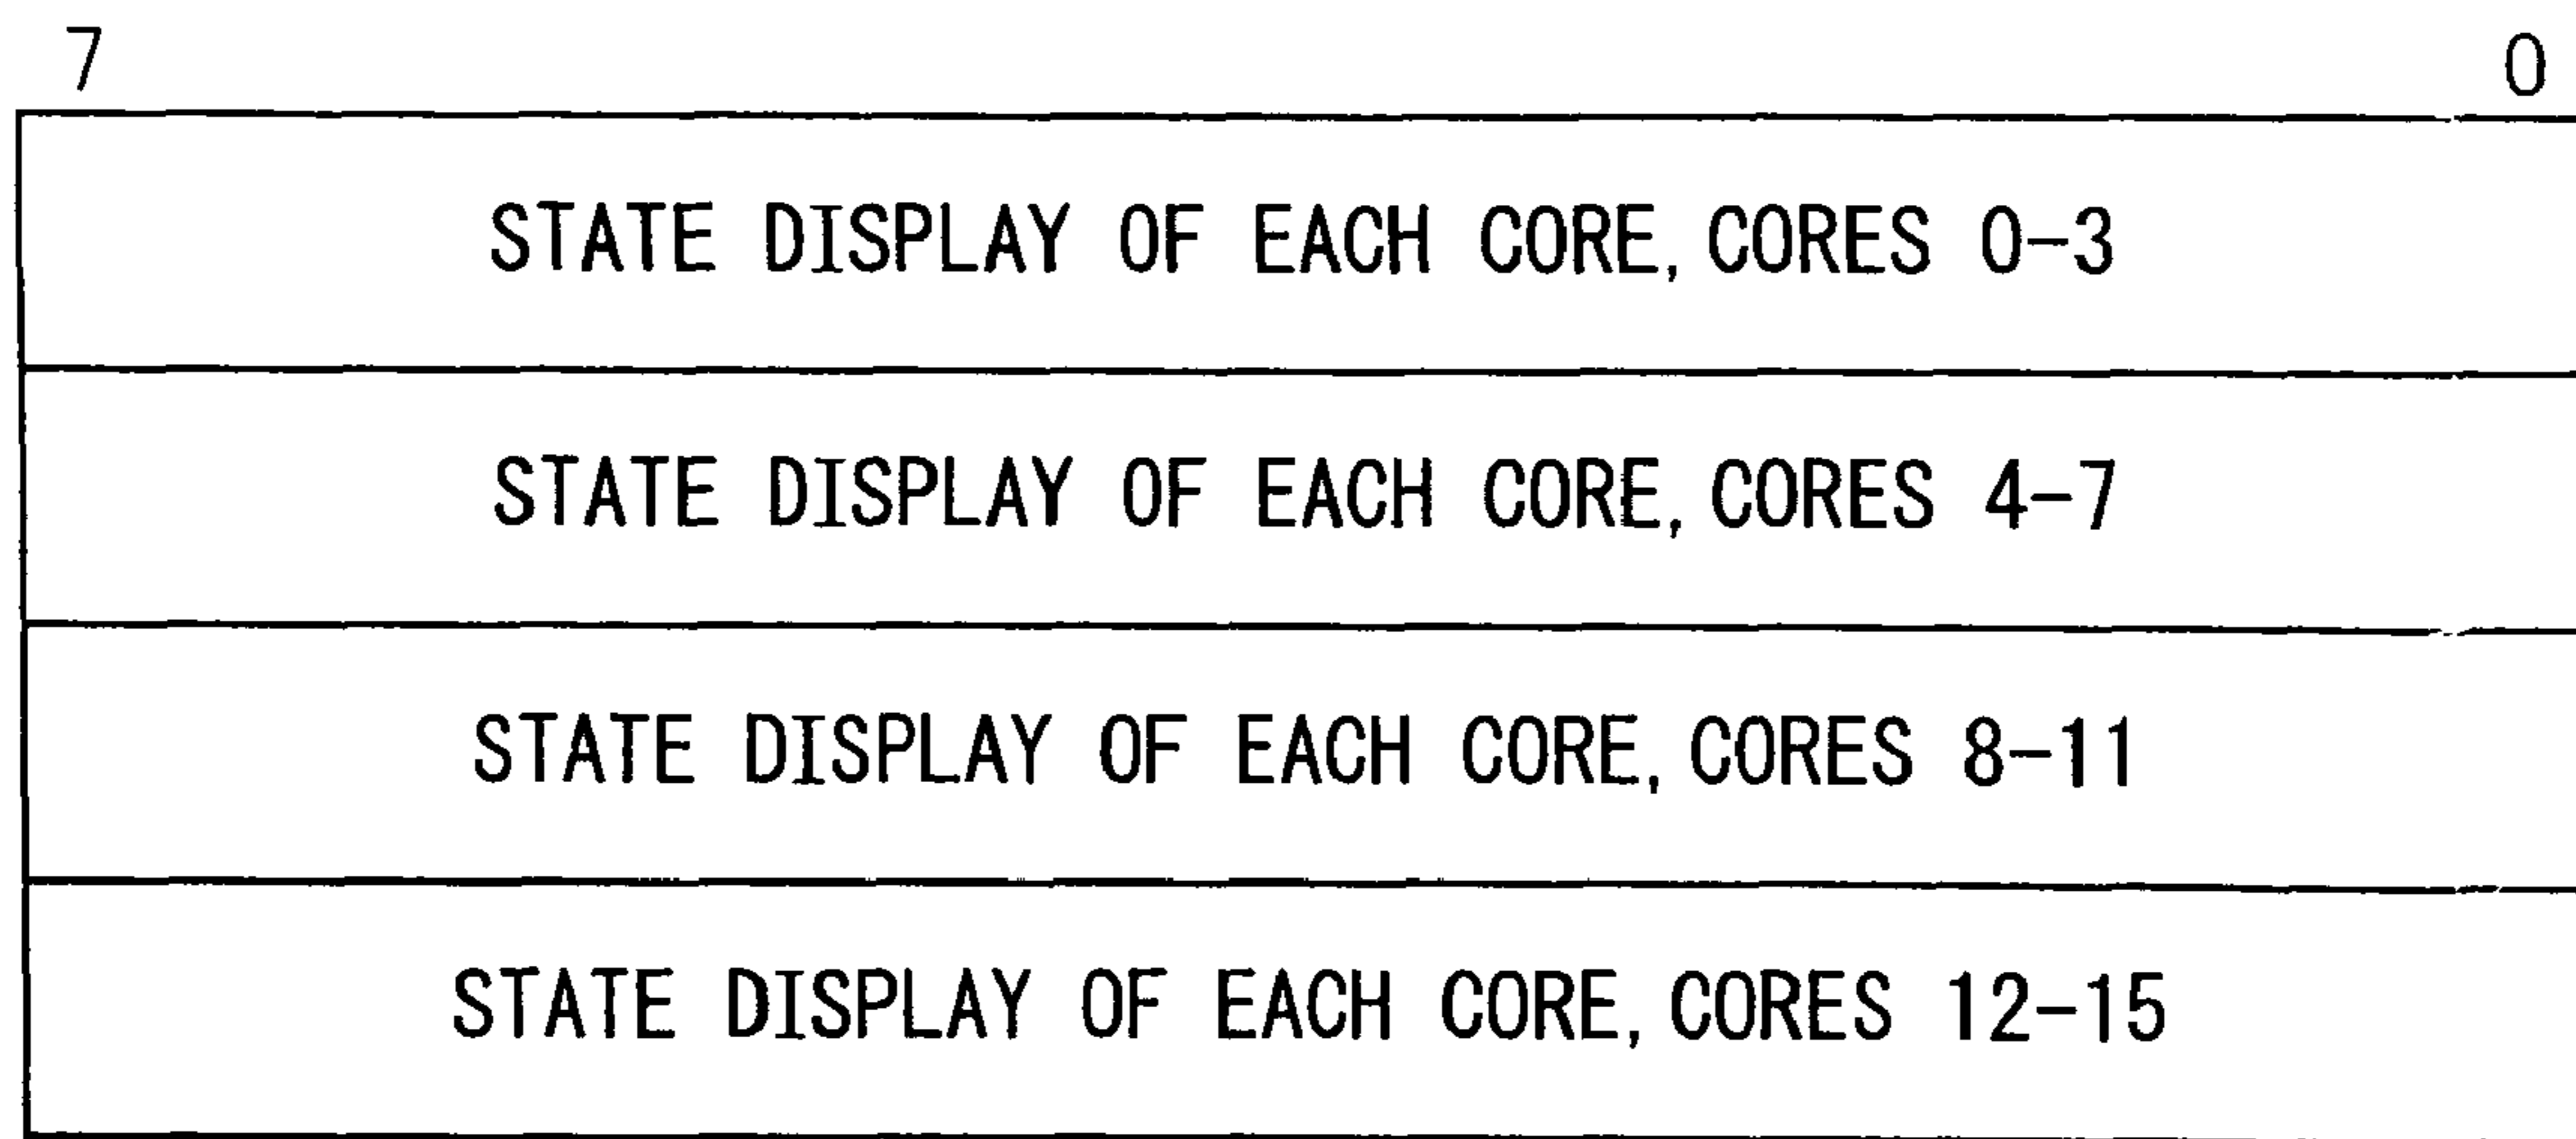 7 0
STATE DISPLAY OF EACH CORE, CORES 0-3
STATE DISPLAY OF EACH CORE, CORES 4-7
STATE DISPLAY OF EACH CORE, CORES 8-11
STATE DISPLAY OF EACH CORE, CORES 12-15